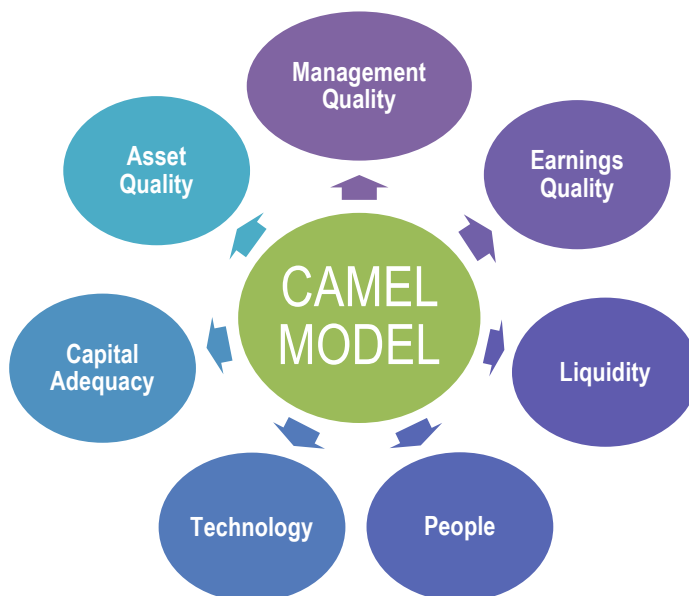 Management
Quality
Earnings
Quality
Liquidity
People
Technology
Capital
Adequacy
Asset
Quality
CAMEL
MODEL